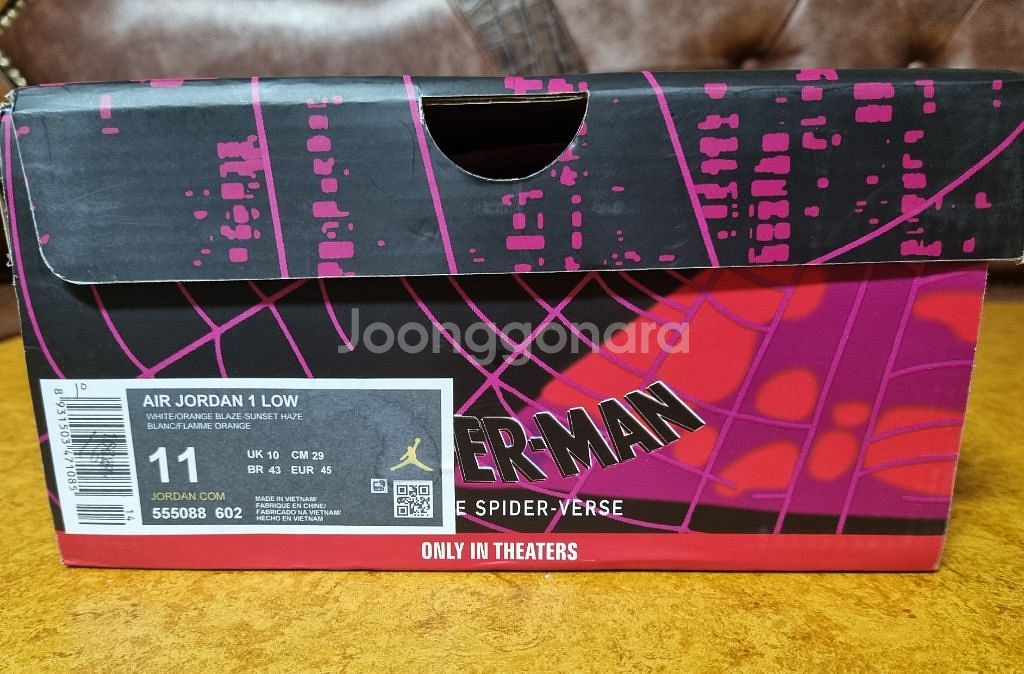 Joonggonara
ER-MAN
E SPIDER-VERSE
ONLY IN THEATERS
AIR JORDAN 1 LOW
WHITE/ORANGE BLAZE-SUNSET HAZE
BLANC/FLAMME ORANGE
11
UK 10 CM 29
BR 43 EUR 45
JORDAN.COM
555088 602
MADE IN VIETNAM/
FABRIQUE EN CHINE/
FABRICADO NA VIETNAM/
HECHO EN VIETNAM
14